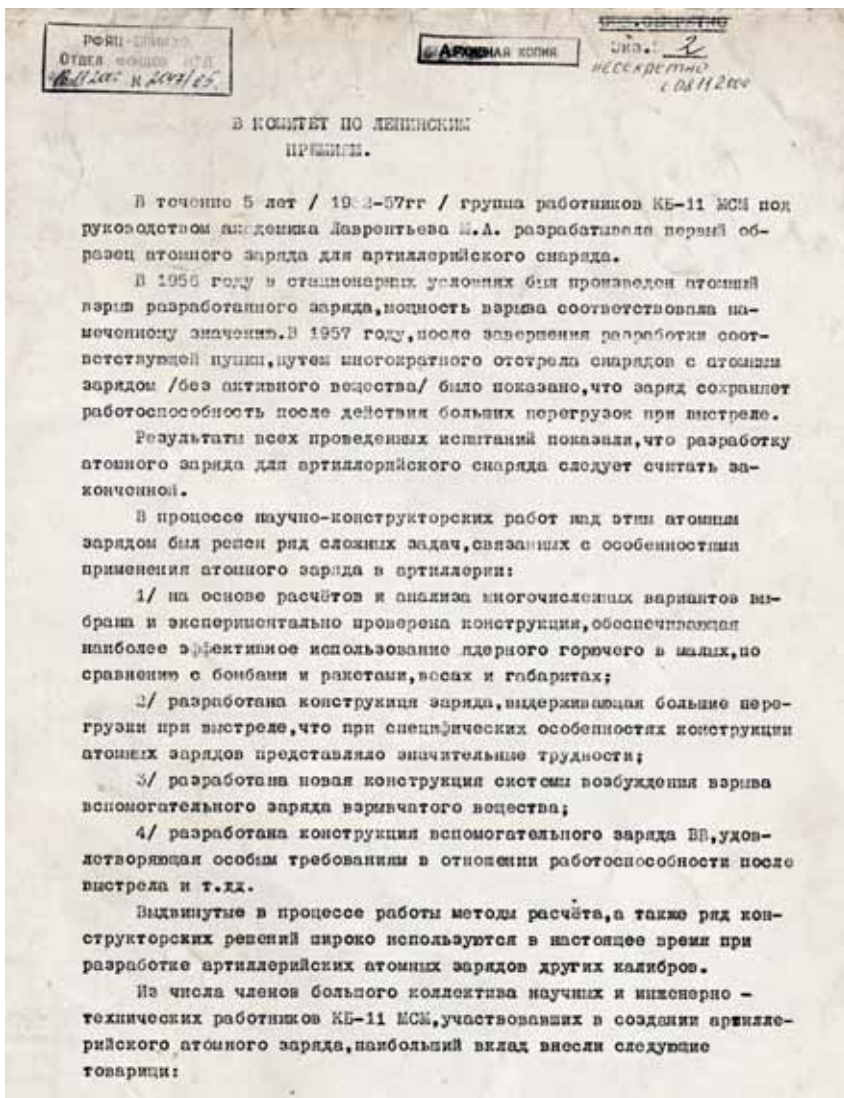 РФЯЦ-ВНИИЭФ
ОТДЕЛ ФОНДОВ НТД
N 2047/05.
АРХИВНАЯ КОПИЯ
Экз. 2
несекретно
с 08.11.2000
В КОМИТЕТ ПО ЛЕНИНСКИМ
ПРЕМИЯМ.
В течение 5 лет / 1952-57гг / группа работников КБ-11 МСМ под
руководством академика Лаврентьева М.А. разрабатывала первый об-
разец атомного заряда для артиллерийского снаряда.
В 1956 году в стационарных условиях был произведен атомный
взрыв разработанного заряда,мощность взрыва соответствовала на-
меченному значению.В 1957 году,после завершения разработки соот-
ветствующей пушки,путем многократного отстрела снарядов с атомным
зарядом /без активного вещества/ было показано,что заряд сохраняет
работоспособность после действия больших перегрузок при выстреле.
Результаты всех проведенных испытаний показали,что разработку
атомного заряда для артиллерийского снаряда следует считать за-
конченной.
В процессе научно-конструкторских работ над этим атомным
зарядом был решен ряд сложных задач,связанных с особенностями
применения атомного заряда в артиллерии:
1/ на основе расчётов и анализа многочисленных вариантов вы-
брана и экспериментально проверена конструкция,обеспечивающая
наиболее эффективное использование ядерного горючего в малых,по
сравнению с бомбами и ракетами,весах и габаритах;
2/ разработана конструкция заряда,выдерживающая большие пере-
грузки при выстреле,что при специфических особенностях конструкции
атомных зарядов представляло значительные трудности;
3/ разработана новая конструкция системы возбуждения взрыва
вспомогательного заряда взрывчатого вещества;
4/ разработана конструкция вспомогательного заряда ВВ,удов-
летворяющая особым требованиям в отношении работоспособности после
выстрела и т.дд.
Выдвинутые в процессе работы методы расчёта,а также ряд кон-
структорских решений широко используются в настоящее время при
разработке артиллерийских атомных зарядов других калибров.
Из числа членов большого коллектива научных и инженерно -
технических работников КБ-11 МСМ,участвовавших в создании артилле-
рийского атомного заряда,наибольший вклад внесли следующие
товарищи: